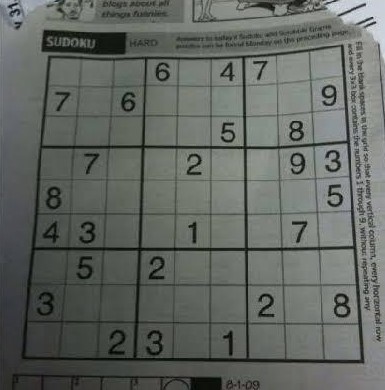 blogs about all
things funnies.
SUDOKU HARD Answers to today's Sudoku and Scrabble Grams
puzzles can be found Monday on the preceding page.
6 4 7
7 6 9
5 8
7 2 9 3
8 5
4 3 1 7
5 2
3 2 8
2 3 1
Fill in the blank spaces in the grid so that every vertical column, every horizontal row
and every 3x3 box contains the numbers 1 through 9, without repeating any.
8-1-09